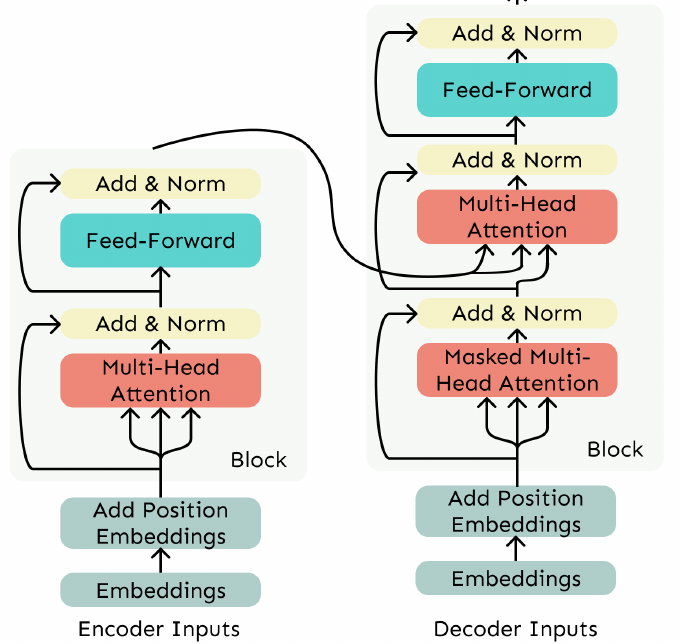 Add & Norm
Feed-Forward
Add & Norm
Multi-Head
Attention
Block
Add Position
Embeddings
Embeddings
Encoder Inputs
Add & Norm
Feed-Forward
Add & Norm
Multi-Head
Attention
Add & Norm
Masked Multi-
Head Attention
Block
Add Position
Embeddings
Embeddings
Decoder Inputs